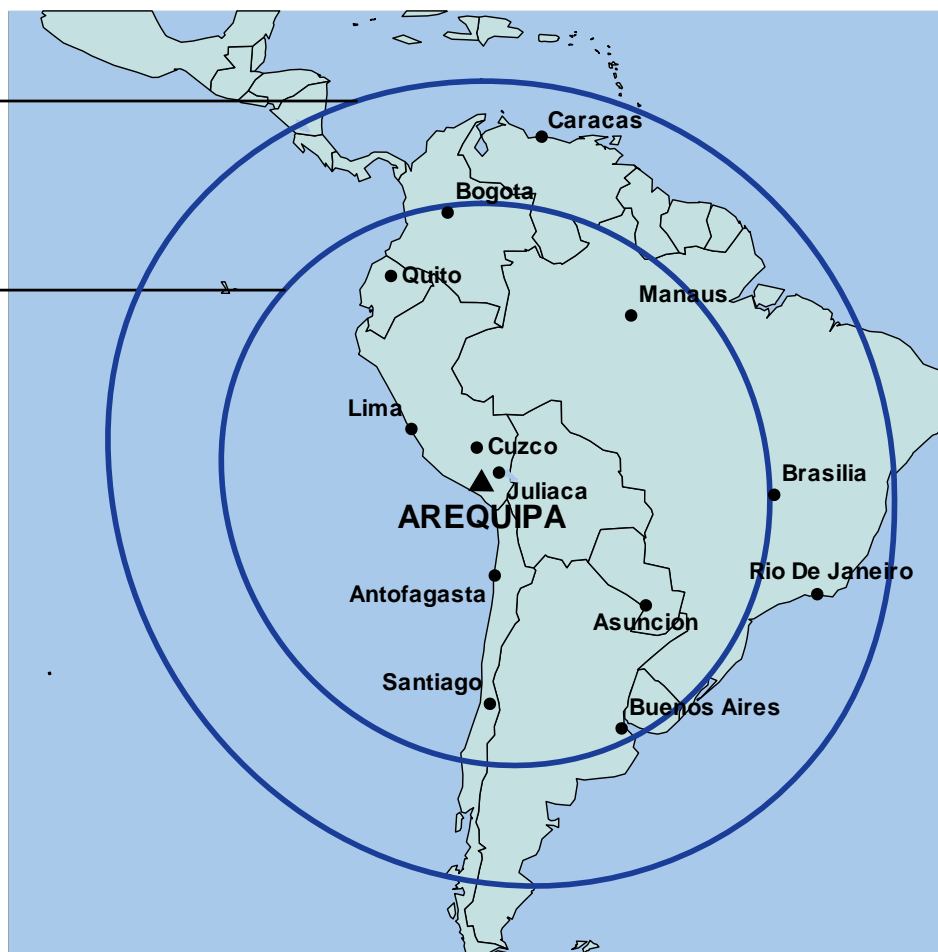 Caracas
Bogota
Quito
Manaus
Lima
Cuzco
Brasilia
Juliaca
AREQUIPA
Rio De Janeiro
Antofagasta
Asuncion
Santiago
Buenos Aires